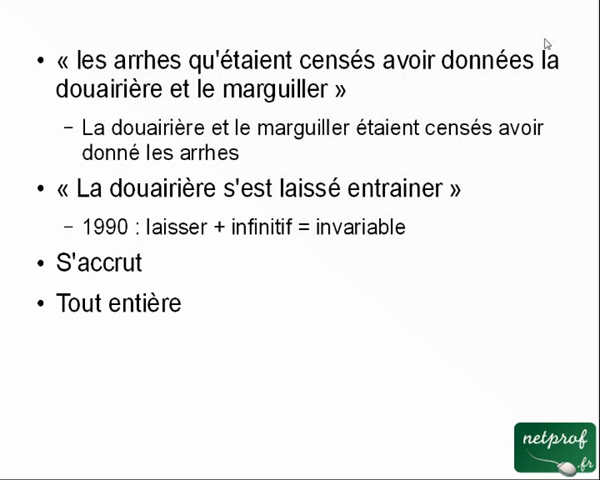 • « les arrhes qu'étaient censés avoir données la
douairière et le marguiller »
– La douairière et le marguiller étaient censés avoir
donné les arrhes
• « La douairière s'est laissé entrainer »
– 1990 : laisser + infinitif = invariable
• S'accrut
• Tout entière
netprof
.fr